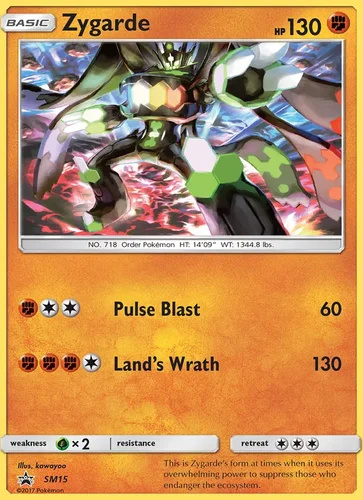 BASIC Zygarde HP 130
NO. 718 Order Pokémon HT: 14'09" WT: 1344.8 lbs.
Pulse Blast 60
Land's Wrath 130
weakness ×2 resistance retreat
Illus. kawayoo
SM15
©2017 Pokémon
This is Zygarde's form at times when it uses its
overwhelming power to suppress those who
endanger the ecosystem.